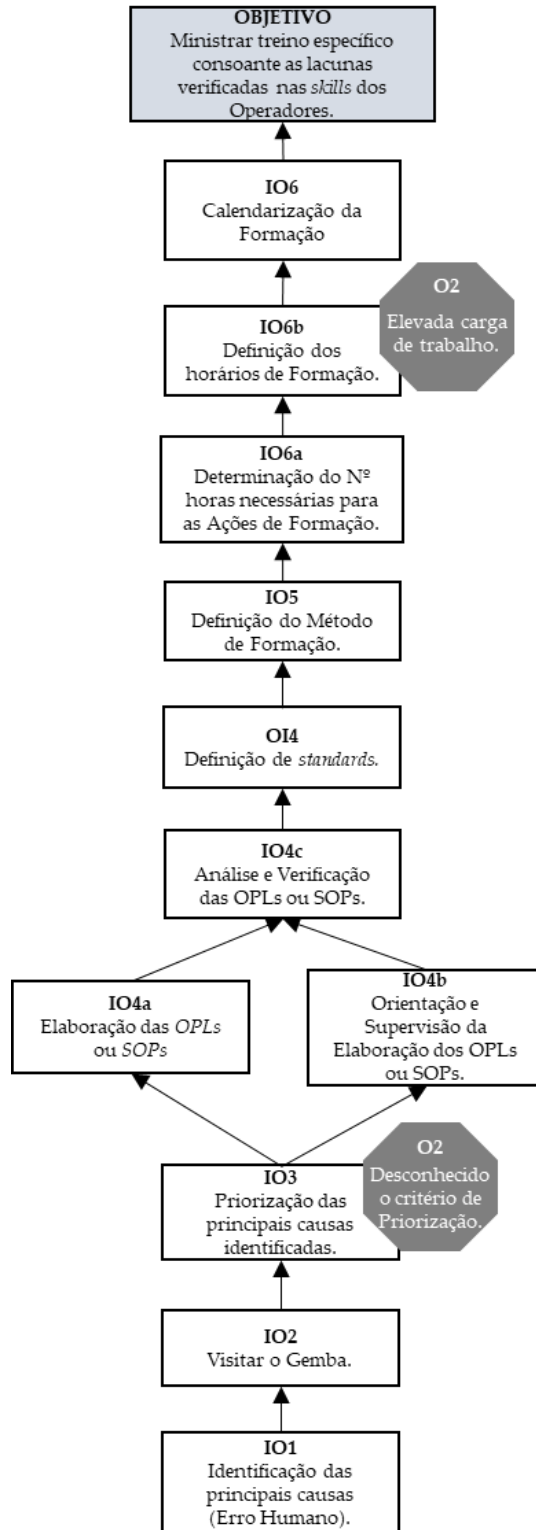 OBJETIVO
Ministrar treino específico
consoante as lacunas
verificadas nas skills dos
Operadores.
IO6
Calendarização da
Formação
O2
Elevada carga
de trabalho.
IO6b
Definição dos
horários de Formação.
IO6a
Determinação do Nº
horas necessárias para
as Ações de Formação.
IO5
Definição do Método
de Formação.
OI4
Definição de standards.
IO4c
Análise e Verificação
das OPLs ou SOPs.
IO4a
Elaboração das OPLs
ou SOPs
IO4b
Orientação e
Supervisão da
Elaboração dos OPLs
ou SOPs.
O2
Desconhecido
o critério de
Priorização.
IO3
Priorização das
principais causas
identificadas.
IO2
Visitar o Gemba.
IO1
Identificação das
principais causas
(Erro Humano).